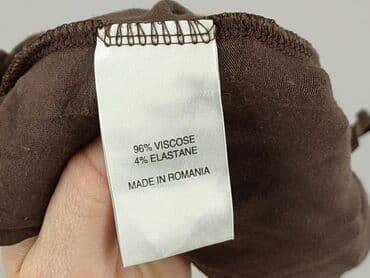 96% VISCOSE
4% ELASTANE
MADE IN ROMANIA